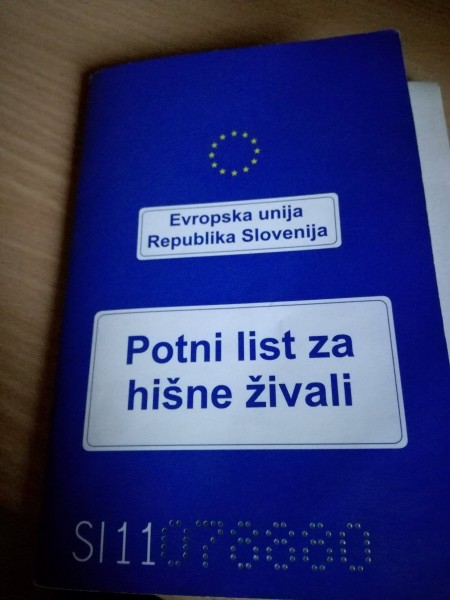 Evropska unija
Republika Slovenija
Potni list za
hišne živali
SI11